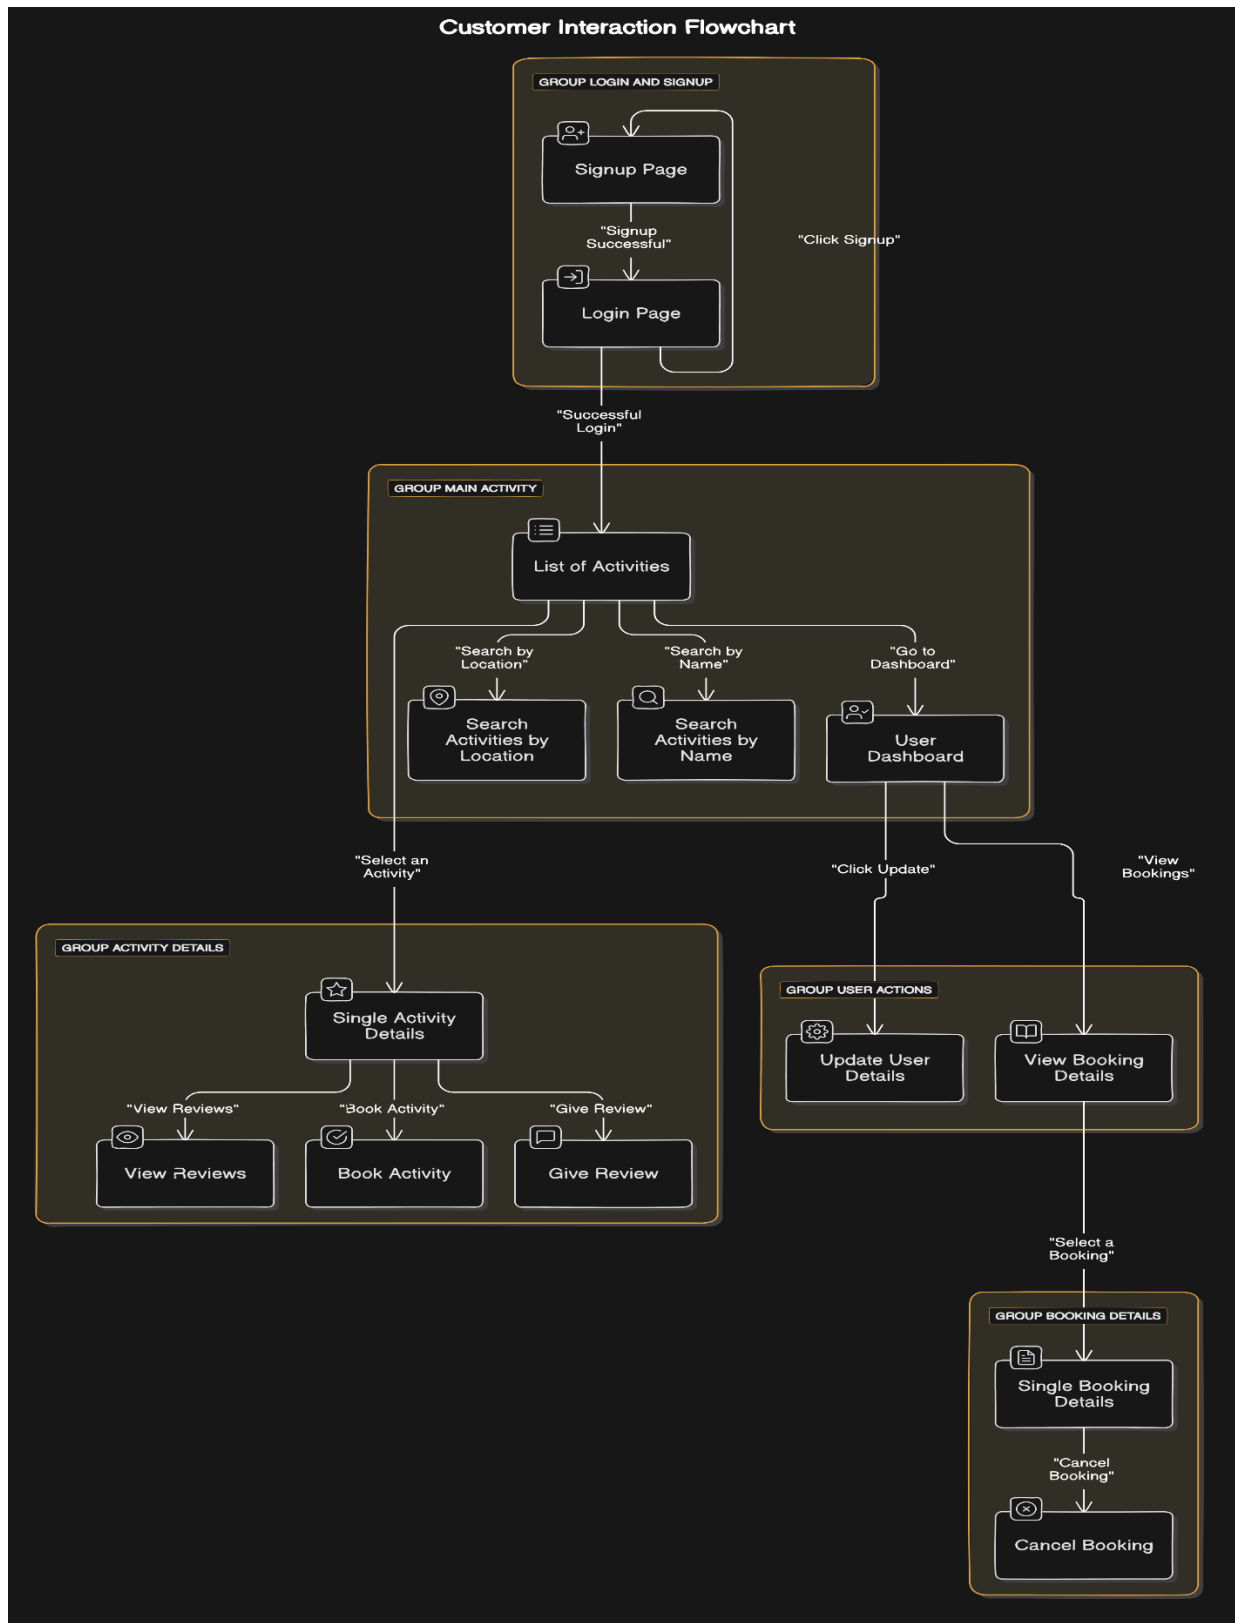 Customer Interaction Flowchart
GROUP LOGIN AND SIGNUP
Signup Page
"Signup
Successful"
"Click Signup"
Login Page
"Successful
Login"
GROUP MAIN ACTIVITY
List of Activities
"Search by
Location"
"Search by
Name"
"Go to
Dashboard"
Search
Activities by
Location
Search
Activities by
Name
User
Dashboard
"Select an
Activity"
"Click Update"
"View
Bookings"
GROUP ACTIVITY DETAILS
Single Activity
Details
"View Reviews"
"Book Activity"
"Give Review"
View Reviews
Book Activity
Give Review
GROUP USER ACTIONS
Update User
Details
View Booking
Details
"Select a
Booking"
GROUP BOOKING DETAILS
Single Booking
Details
"Cancel
Booking"
Cancel Booking